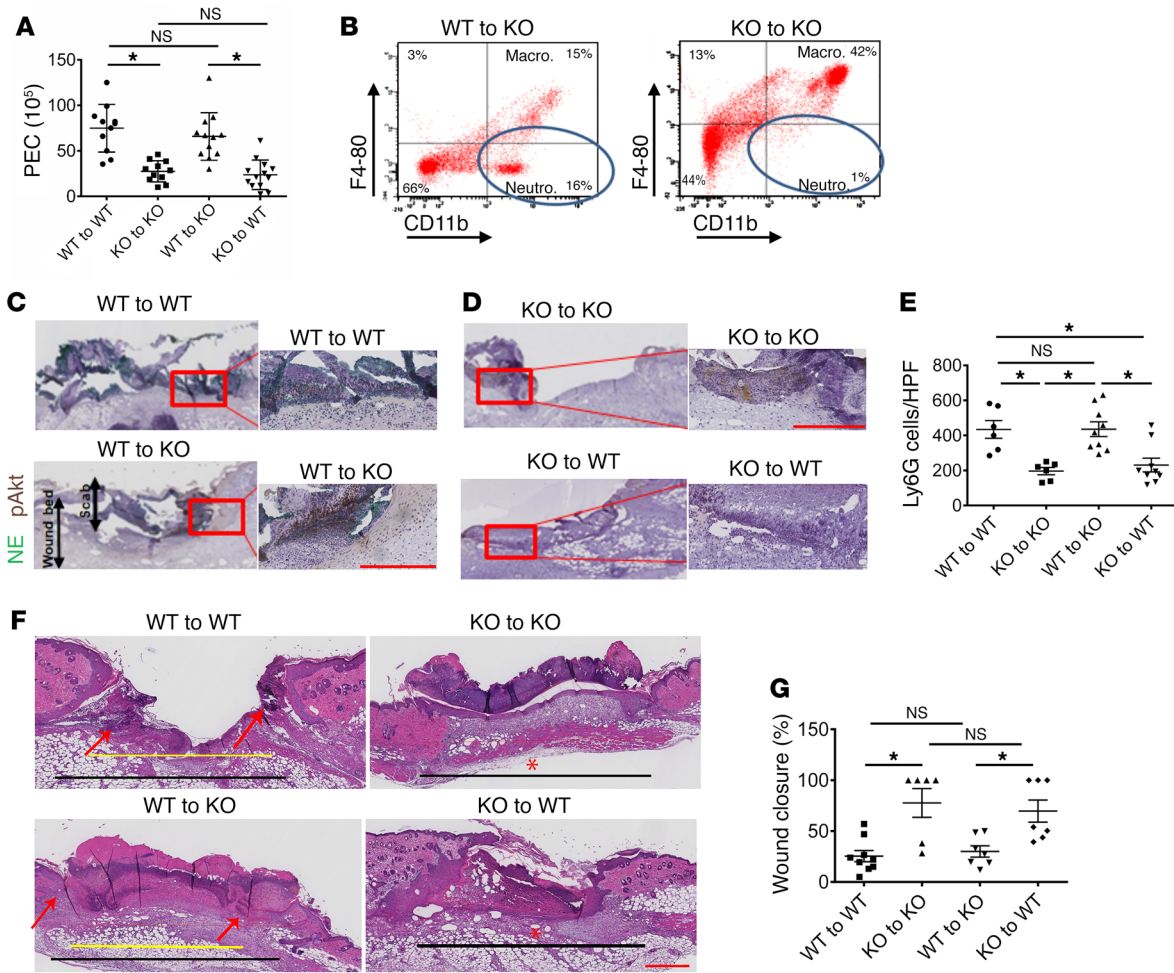 A
NS
NS
* *
PEC (10⁵)
150
100
50
0
WT to WT
KO to KO
WT to KO
KO to WT
B
WT to KO
3%
Macro. 15%
66%
Neutro. 16%
F4-80
CD11b
KO to KO
13%
Macro. 42%
44%
Neutro. 1%
F4-80
CD11b
C
WT to WT
WT to WT
WT to KO
WT to KO
Scab
Wound bed
NE pAkt
D
KO to KO
KO to KO
KO to WT
KO to WT
E
*
NS
* * *
Ly6G cells/HPF
800
600
400
200
0
WT to WT
KO to KO
WT to KO
KO to WT
F
WT to WT
KO to KO
*
WT to KO
KO to WT
*
G
NS
NS
* *
Wound closure (%)
150
100
50
0
WT to WT
KO to KO
WT to KO
KO to WT